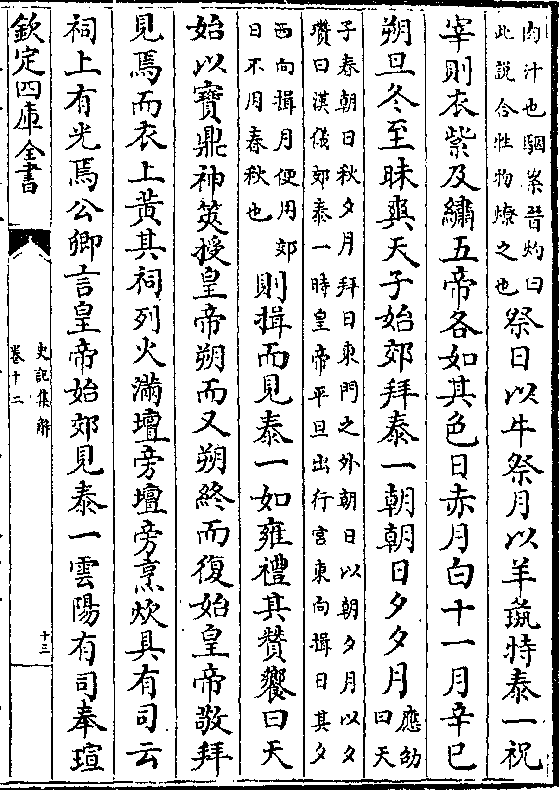 肉汁也駰案晉灼曰
此説合牲物燎之也
祭日以牛祭月以羊彘特泰一祝
宰則衣紫及繡五帝各如其色日赤月白十一月辛巳
朔旦冬至昧爽天子始郊拜泰一朝朝日夕夕月
應劭
曰天
子春朝日秋夕月拜日東門之外朝日以朝夕月以夕
瓚曰漢儀郊泰一時皇帝平旦出行宫東向揖日其夕
西向揖月便用郊
日不用春秋也
則揖而見泰一如雍禮其贊饗曰天
始以寶鼎神筴授皇帝朔而又朔終而復始皇帝敬拜
見焉而衣上黄其祠列火滿壇旁壇旁烹炊具有司云
祠上有光焉公卿言皇帝始郊見泰一雲陽有司奉瑄
欽定四庫全書
史記集解
卷十二
十三